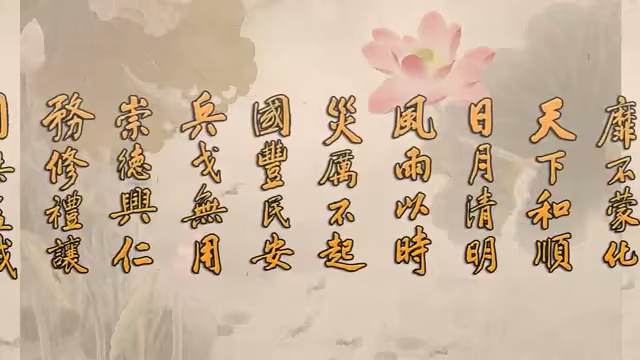 靡不蒙化
天下和順
日月清明
風雨以時
災厲不起
國豐民安
兵戈無用
崇德興仁
務修禮讓